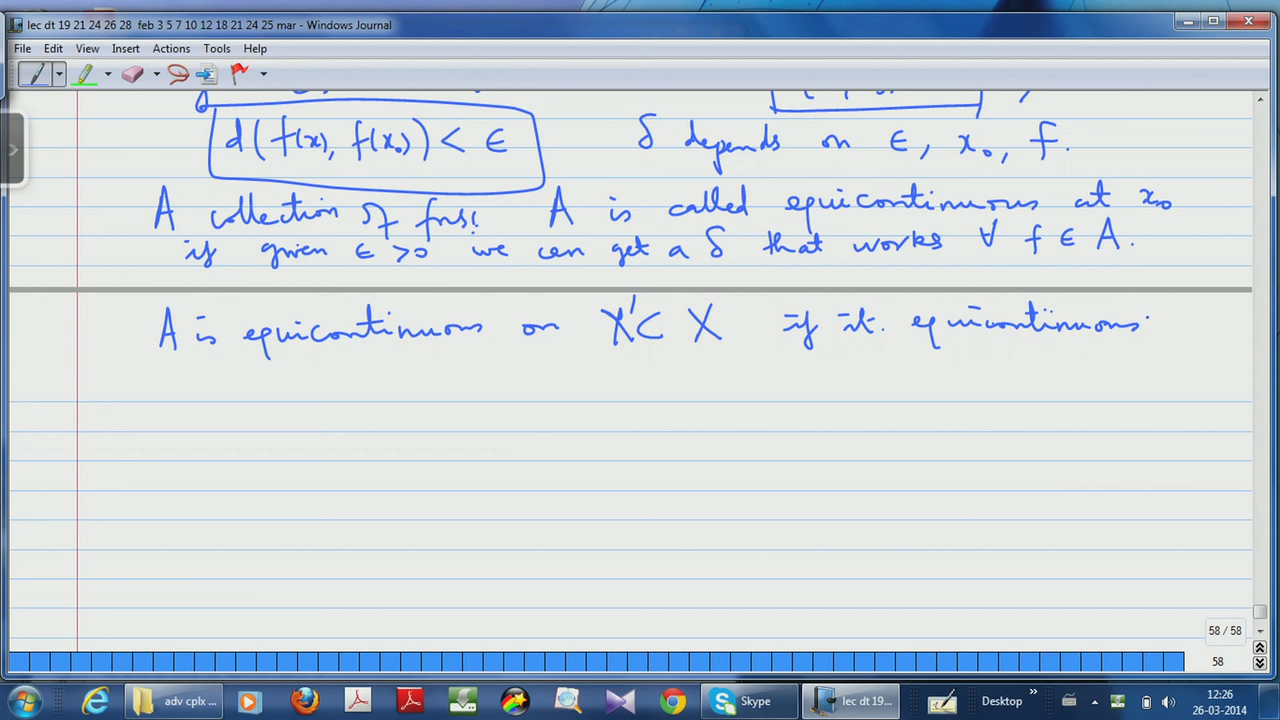 lec dt 19 21 24 26 28 feb 3 5 7 10 12 18 21 24 25 mar - Windows Journal
File Edit View Insert Actions Tools Help
d(f(x), f(x₀)) < ϵ δ depends on ϵ, x₀, f.
A collection of fns! A is called equicontinuous at x₀
if given ϵ > 0 we can get a δ that works ∀ f ∈ A.
A is equicontinuous on X' ⊂ X if it. equicontinuous
58 / 58
58
adv cplx ... Skype lec dt 19... Desktop 12:26
26-03-2014